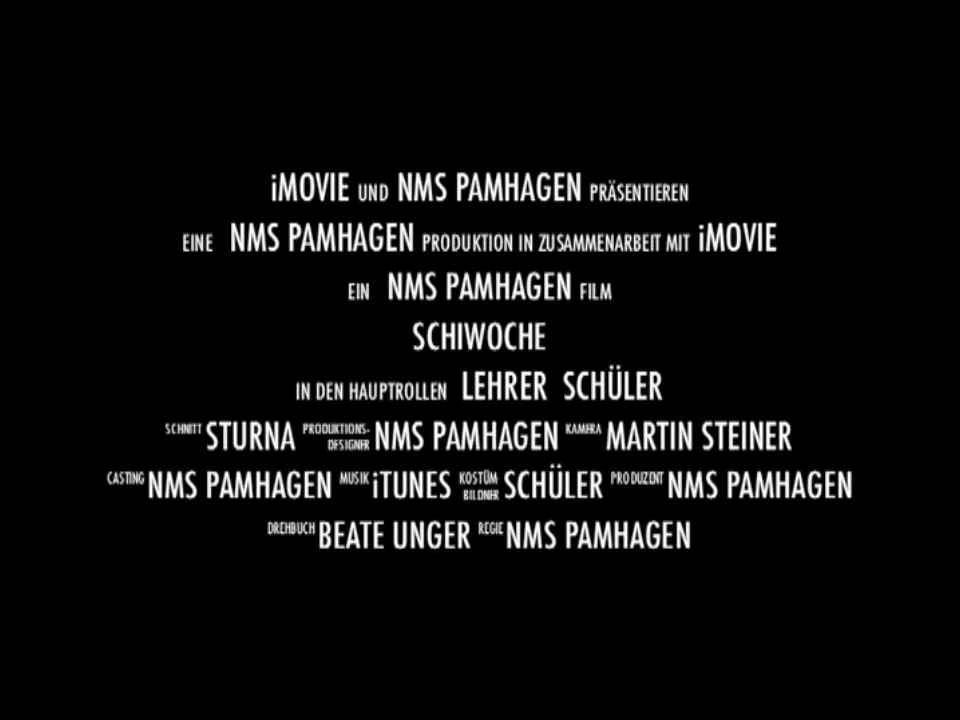 iMOVIE UND NMS PAMHAGEN PRÄSENTIEREN
EINE NMS PAMHAGEN PRODUKTION IN ZUSAMMENARBEIT MIT iMOVIE
EIN NMS PAMHAGEN FILM
SCHIWOCHE
IN DEN HAUPTROLLEN LEHRER SCHÜLER
SCHNITT STURNA PRODUKTIONS-DESIGNER NMS PAMHAGEN KAMERA MARTIN STEINER
CASTING NMS PAMHAGEN MUSIK iTUNES KOSTÜM BILDNER SCHÜLER PRODUZENT NMS PAMHAGEN
DREHBUCH BEATE UNGER REGIE NMS PAMHAGEN